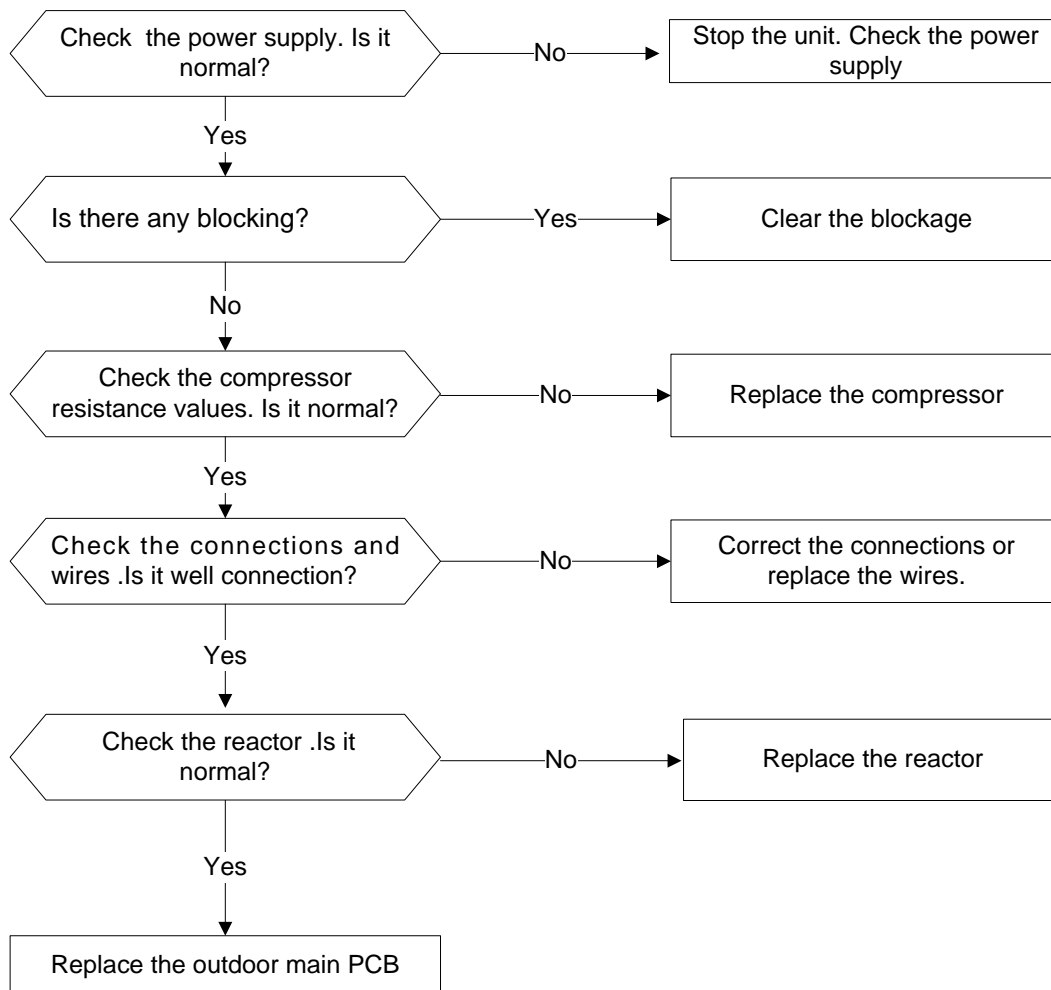 Check  the power supply. Is it
normal?
No
Stop the unit. Check the power
supply
Yes
Is there any blocking?
Yes
Clear the blockage
No
Check the compressor
resistance values. Is it normal?
No
Replace the compressor
Yes
Check the connections and
wires .Is it well connection?
No
Correct the connections or
replace the wires.
Yes
Check the reactor .Is it
normal?
No
Replace the reactor
Yes
Replace the outdoor main PCB